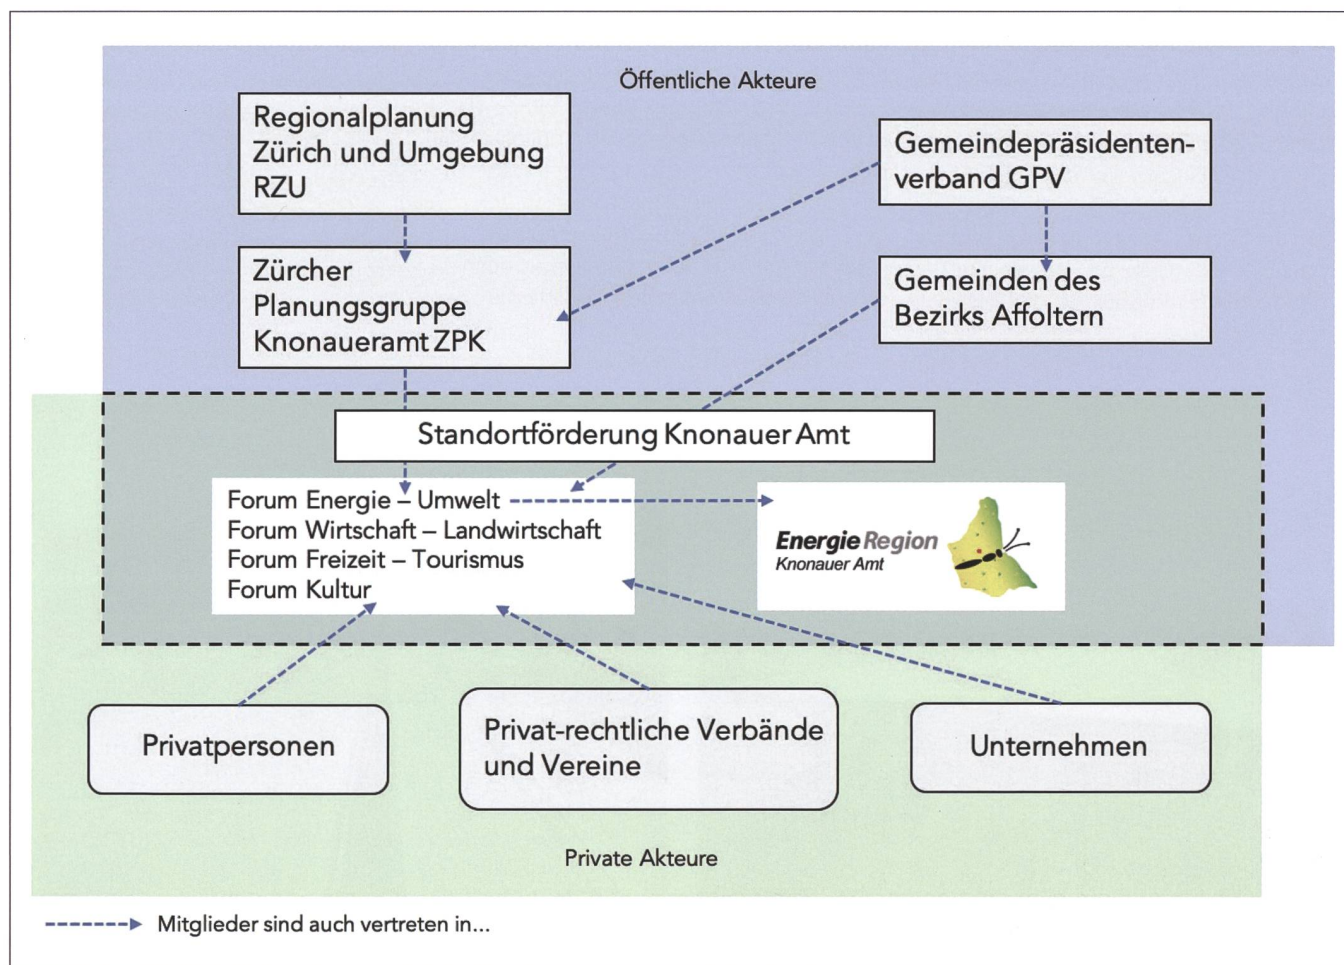 Öffentliche Akteure
Regionalplanung
Zürich und Umgebung
RZU
Gemeindepräsidenten-
verband GPV
Zürcher
Planungsgruppe
Knonaueramt ZPK
Gemeinden des
Bezirks Affoltern
Standortförderung Knonauer Amt
Forum Energie – Umwelt
Forum Wirtschaft – Landwirtschaft
Forum Freizeit – Tourismus
Forum Kultur
Energie Region
Knonauer Amt
Privatpersonen
Privat-rechtliche Verbände
und Vereine
Unternehmen
Private Akteure
Mitglieder sind auch vertreten in...